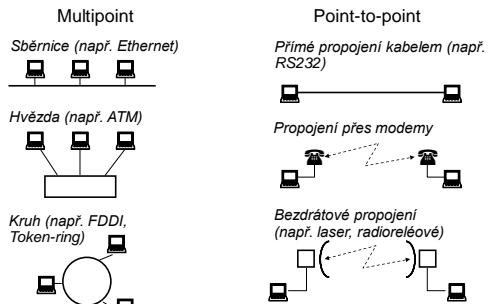 Multipoint
Sběrnice (např. Ethernet)
Hvězda (např. ATM)
Kruh (např. FDDI,
Token-ring)
Point-to-point
Přímé propojení kabelem (např.
RS232)
Propojení přes modemy
Bezdrátové propojení
(např. laser, radioreléové)